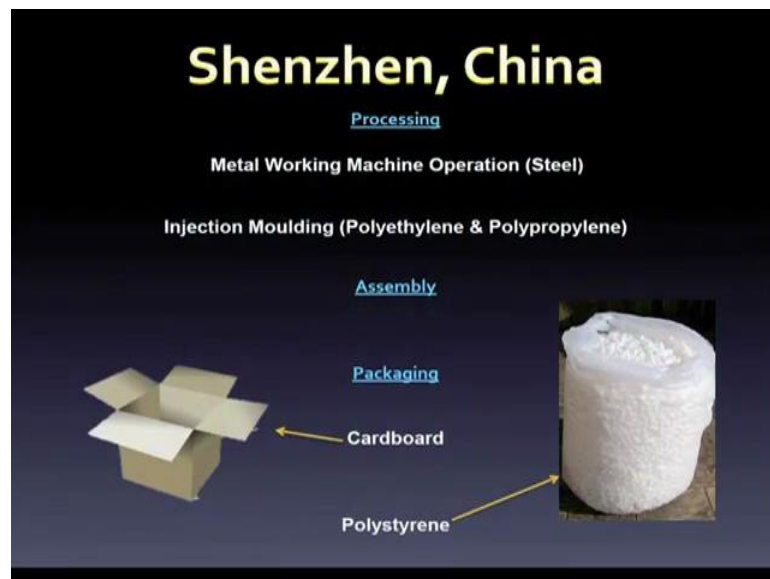 Shenzhen, China
Processing
Metal Working Machine Operation (Steel)
Injection Moulding (Polyethylene & Polypropylene)
Assembly
Packaging
Cardboard
Polystyrene